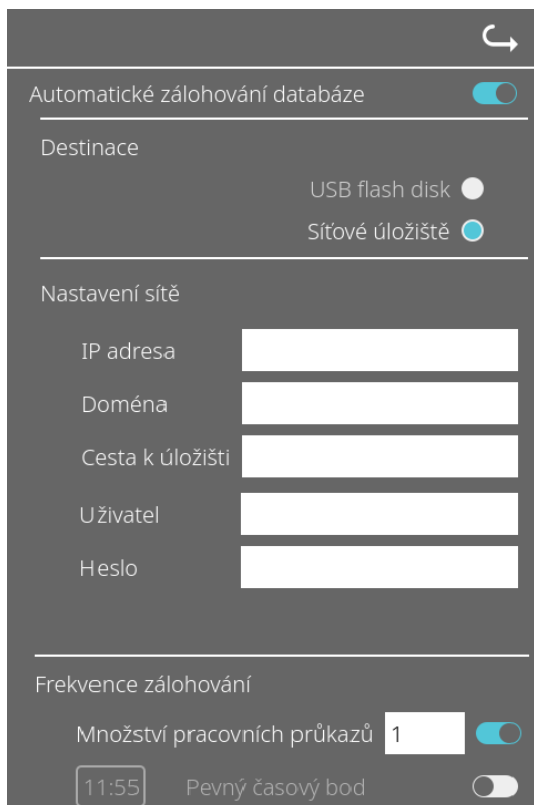 Automatické zálohování databáze
Destinace
USB flash disk
Síťové úložiště
Nastavení sítě
IP adresa
Doména
Cesta k úložišti
Uživatel
Heslo
Frekvence zálohování
Množství pracovních průkazů 1
11:55 Pevný časový bod